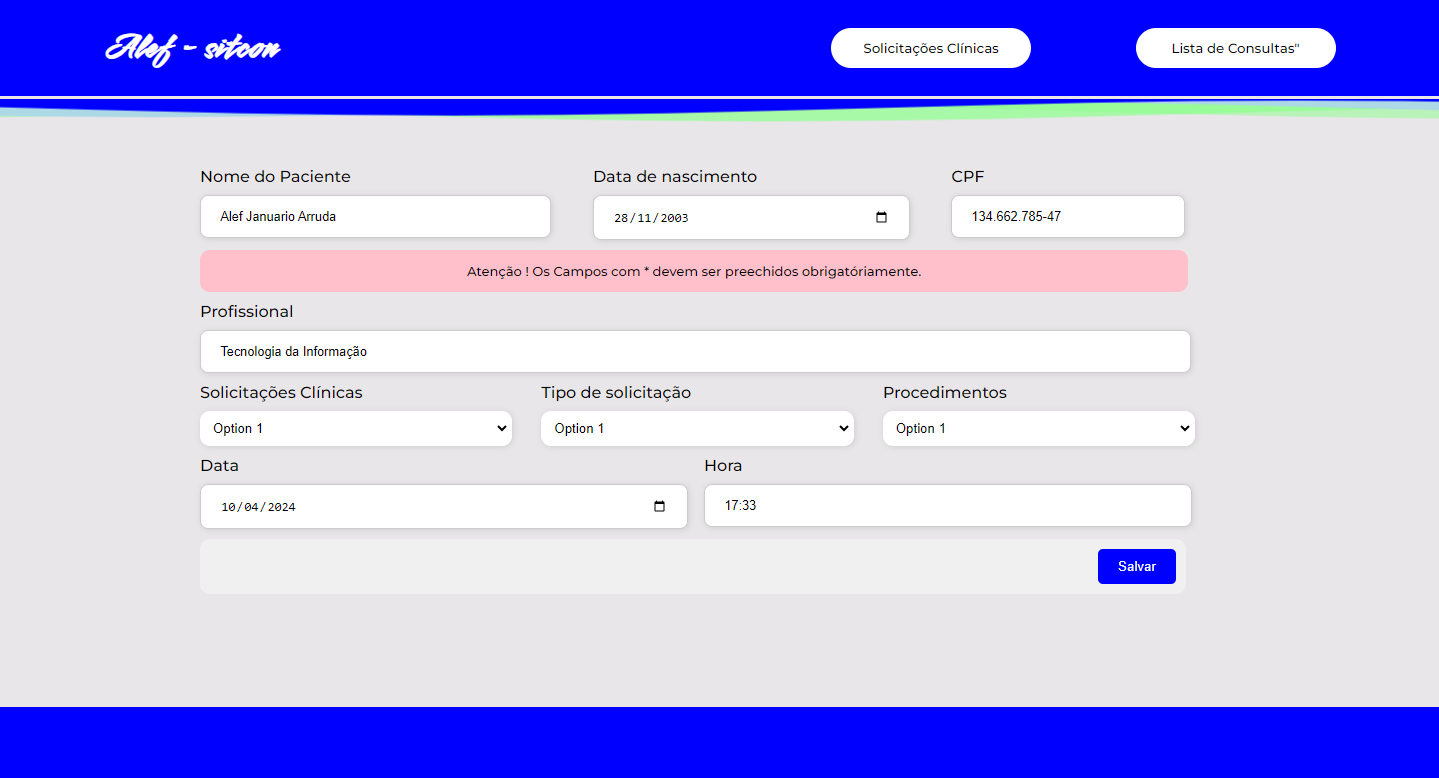 Alef - sitcon
Solicitações Clínicas
Lista de Consultas"
Nome do Paciente
Data de nascimento
CPF
Alef Januario Arruda
28/11/2003
134.662.785-47
Atenção ! Os Campos com * devem ser preechidos obrigatóriamente.
Profissional
Tecnologia da Informação
Solicitações Clínicas
Tipo de solicitação
Procedimentos
Option 1
Option 1
Option 1
Data
Hora
10/04/2024
17:33
Salvar